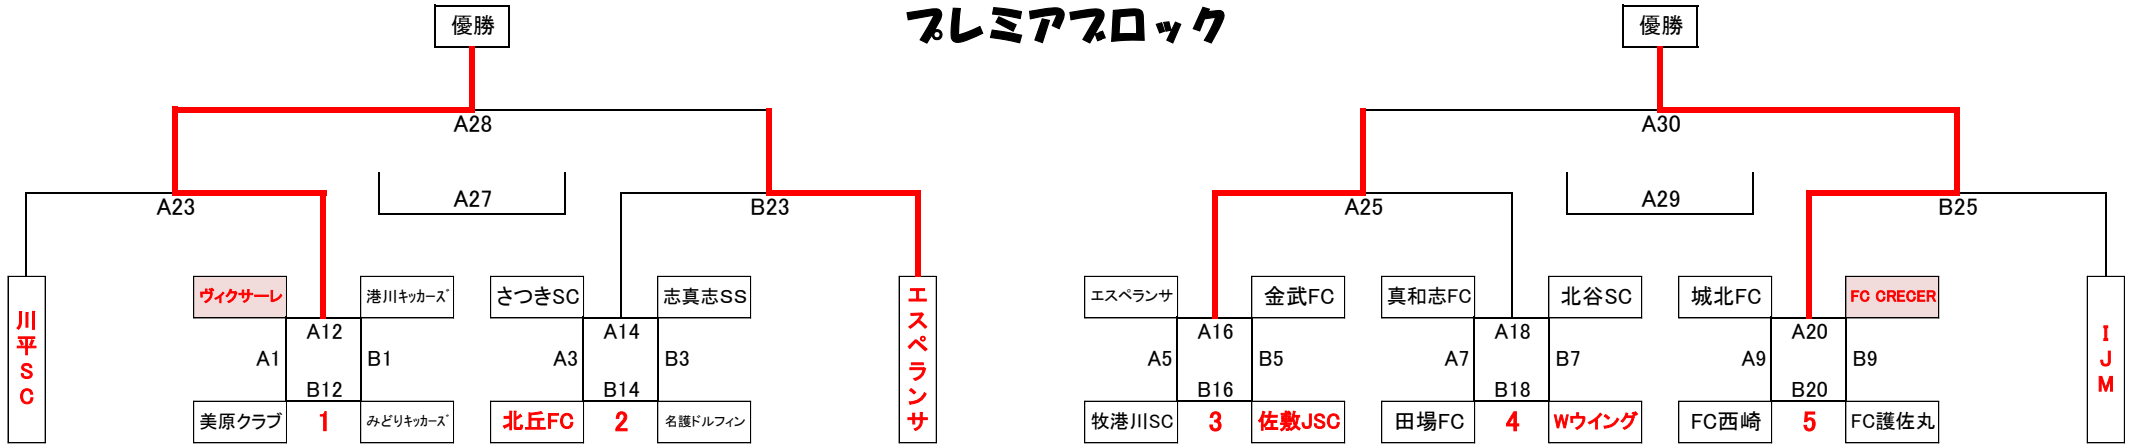 プレミアブロック
優勝
優勝
A28
A30
A27
A29
A23
B23
A25
B25
川平SC
ヴィクサーレ
港川キッカーズ
さつきSC
志真志SS
エスペランサ
エスペランサ
金武FC
真和志FC
北谷SC
城北FC
FC CRECER
IJM
A12
A14
A16
A18
A20
A1
B1
A3
B3
A5
B5
A7
B7
A9
B9
B12
B14
B16
B18
B20
美原クラブ
1
みどりキッカーズ
北丘FC
2
名護ドルフィン
牧港川SC
3
佐敷JSC
田場FC
4
Wウイング
FC西崎
5
FC護佐丸